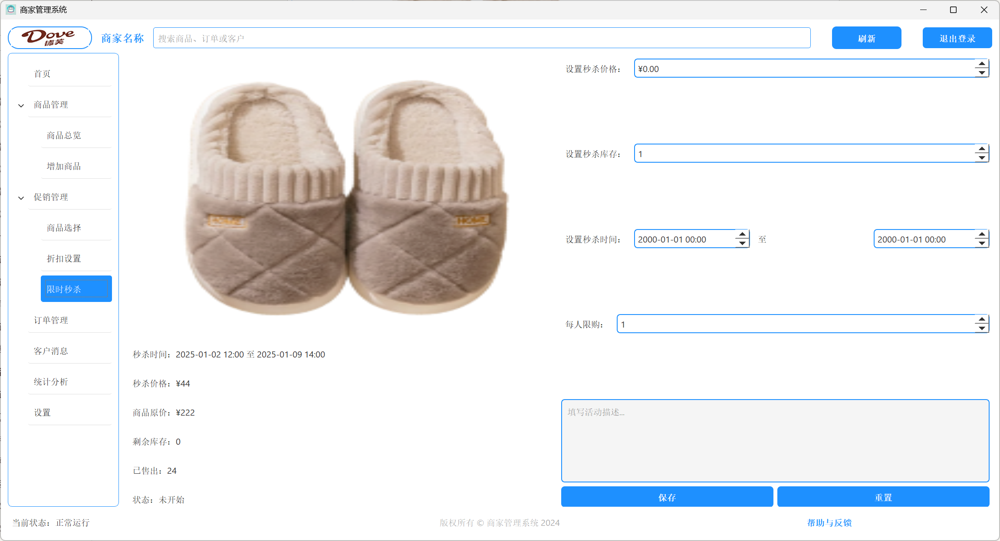 商家管理系统
Dove
德芙
商家名称
搜索商品、订单或客户
刷新
退出登录
首页
商品管理
商品总览
增加商品
促销管理
商品选择
折扣设置
限时秒杀
订单管理
客户消息
统计分析
设置
HOME
HOME
秒杀时间：2025-01-02 12:00 至 2025-01-09 14:00
秒杀价格：¥44
商品原价：¥222
剩余库存：0
已售出：24
状态：未开始
设置秒杀价格：
¥0.00
设置秒杀库存：
1
设置秒杀时间：
2000-01-01 00:00
至
2000-01-01 00:00
每人限购：
1
填写活动描述...
保存
重置
当前状态：正常运行
版权所有 © 商家管理系统 2024
帮助与反馈